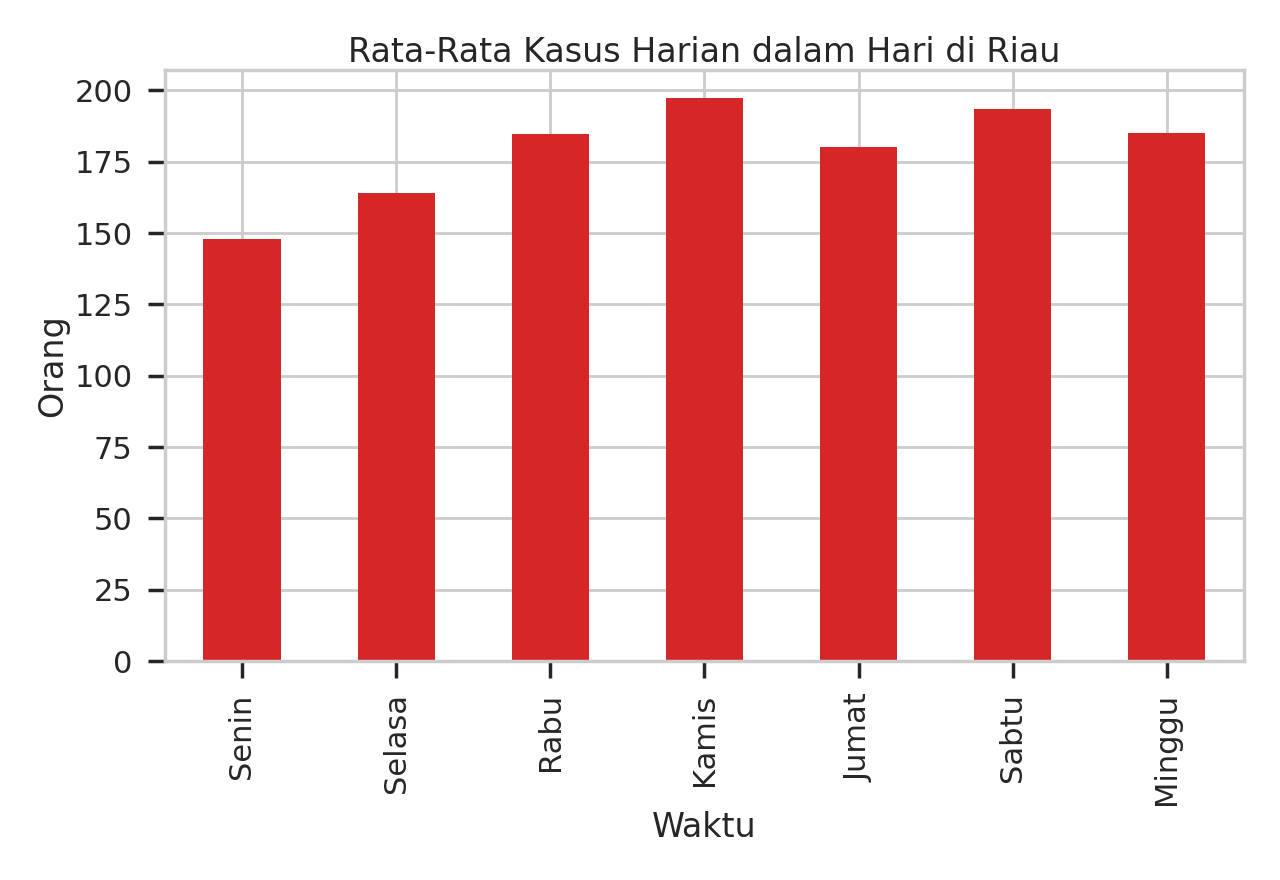 Rata-Rata Kasus Harian dalam Hari di Riau
200
175
150
125
100
75
50
25
0
Orang
Senin
Selasa
Rabu
Kamis
Jumat
Sabtu
Minggu
Waktu